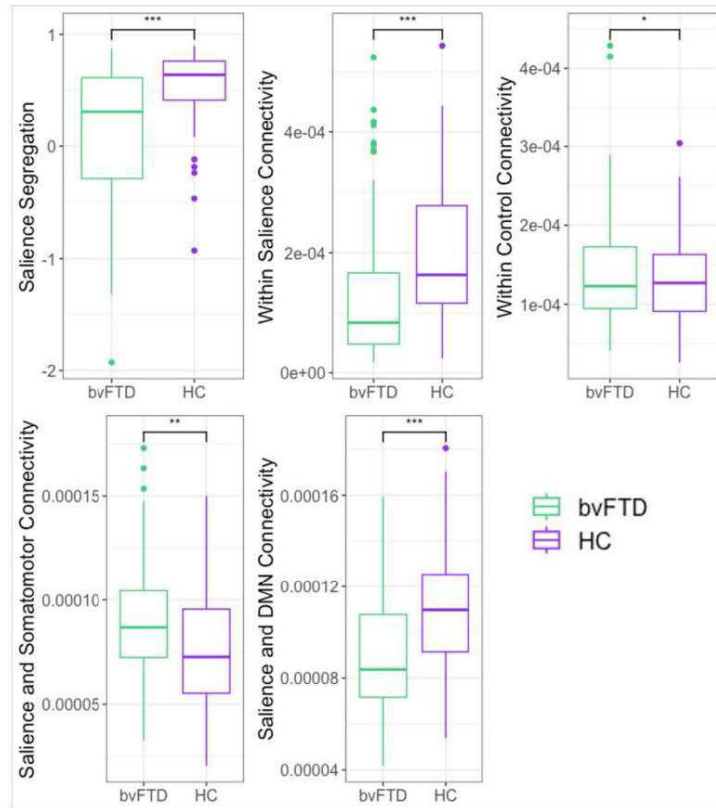 ***
1
0
-1
-2
Salience Segregation
bvFTD
HC
***
4e-04
2e-04
0e+00
Within Salience Connectivity
bvFTD
HC
*
4e-04
3e-04
2e-04
1e-04
Within Control Connectivity
bvFTD
HC
**
0.00015
0.00010
0.00005
Salience and Somatomotor Connectivity
bvFTD
HC
***
0.00016
0.00012
0.00008
0.00004
Salience and DMN Connectivity
bvFTD
HC
bvFTD
HC